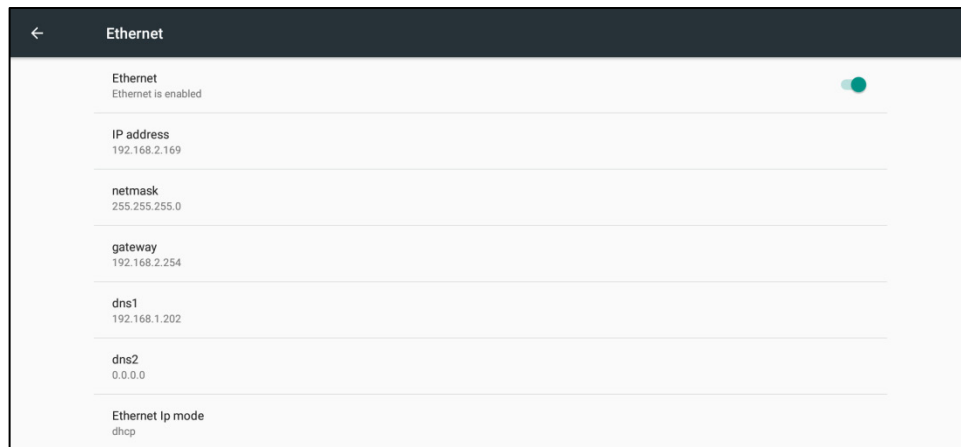 Ethernet
Ethernet
Ethernet is enabled
IP address
192.168.2.169
netmask
255.255.255.0
gateway
192.168.2.254
dns1
192.168.1.202
dns2
0.0.0.0
Ethernet Ip mode
dhcp